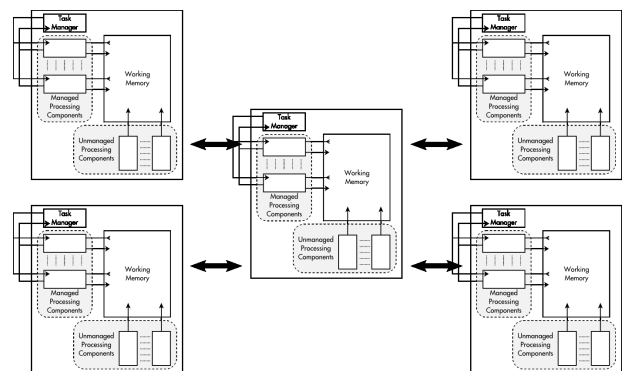 Task
Manager
Working
Memory
Managed
Processing
Components
Unmanaged
Processing
Components
Task
Manager
Working
Memory
Managed
Processing
Components
Unmanaged
Processing
Components
Task
Manager
Working
Memory
Managed
Processing
Components
Unmanaged
Processing
Components
Task
Manager
Working
Memory
Managed
Processing
Components
Unmanaged
Processing
Components
Task
Manager
Working
Memory
Managed
Processing
Components
Unmanaged
Processing
Components